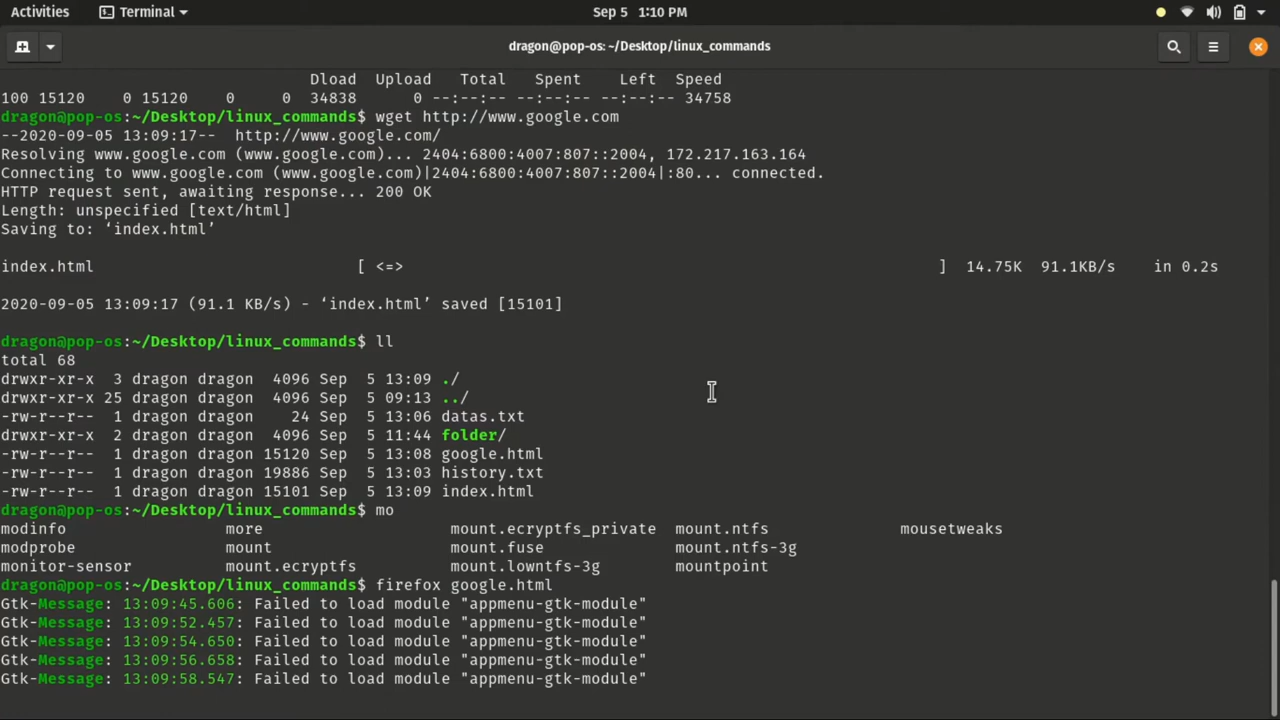 Activities Terminal Sep 5 1:10 PM
dragon@pop-os: ~/Desktop/linux_commands
Dload Upload Total Spent Left Speed
100 15120 0 15120 0 0 34838 0 --:--:-- --:--:-- --:--:-- 34758
dragon@pop-os:~/Desktop/linux_commands$ wget http://www.google.com
--2020-09-05 13:09:17-- http://www.google.com/
Resolving www.google.com (www.google.com)... 2404:6800:4007:807::2004, 172.217.163.164
Connecting to www.google.com (www.google.com)|2404:6800:4007:807::2004|:80... connected.
HTTP request sent, awaiting response... 200 OK
Length: unspecified [text/html]
Saving to: ‘index.html’
index.html [ <=> ] 14.75K 91.1KB/s in 0.2s
2020-09-05 13:09:17 (91.1 KB/s) - ‘index.html’ saved [15101]
dragon@pop-os:~/Desktop/linux_commands$ ll
total 68
drwxr-xr-x 3 dragon dragon 4096 Sep 5 13:09 ./
drwxr-xr-x 25 dragon dragon 4096 Sep 5 09:13 ../
-rw-r--r-- 1 dragon dragon 24 Sep 5 13:06 datas.txt
drwxr-xr-x 2 dragon dragon 4096 Sep 5 11:44 folder/
-rw-r--r-- 1 dragon dragon 15120 Sep 5 13:08 google.html
-rw-r--r-- 1 dragon dragon 19886 Sep 5 13:03 history.txt
-rw-r--r-- 1 dragon dragon 15101 Sep 5 13:09 index.html
dragon@pop-os:~/Desktop/linux_commands$ mo
modinfo more mount.ecryptfs_private mount.ntfs mousetweaks
modprobe mount mount.fuse mount.ntfs-3g
monitor-sensor mount.ecryptfs mount.lowntfs-3g mountpoint
dragon@pop-os:~/Desktop/linux_commands$ firefox google.html
Gtk-Message: 13:09:45.606: Failed to load module "appmenu-gtk-module"
Gtk-Message: 13:09:52.457: Failed to load module "appmenu-gtk-module"
Gtk-Message: 13:09:54.650: Failed to load module "appmenu-gtk-module"
Gtk-Message: 13:09:56.658: Failed to load module "appmenu-gtk-module"
Gtk-Message: 13:09:58.547: Failed to load module "appmenu-gtk-module"